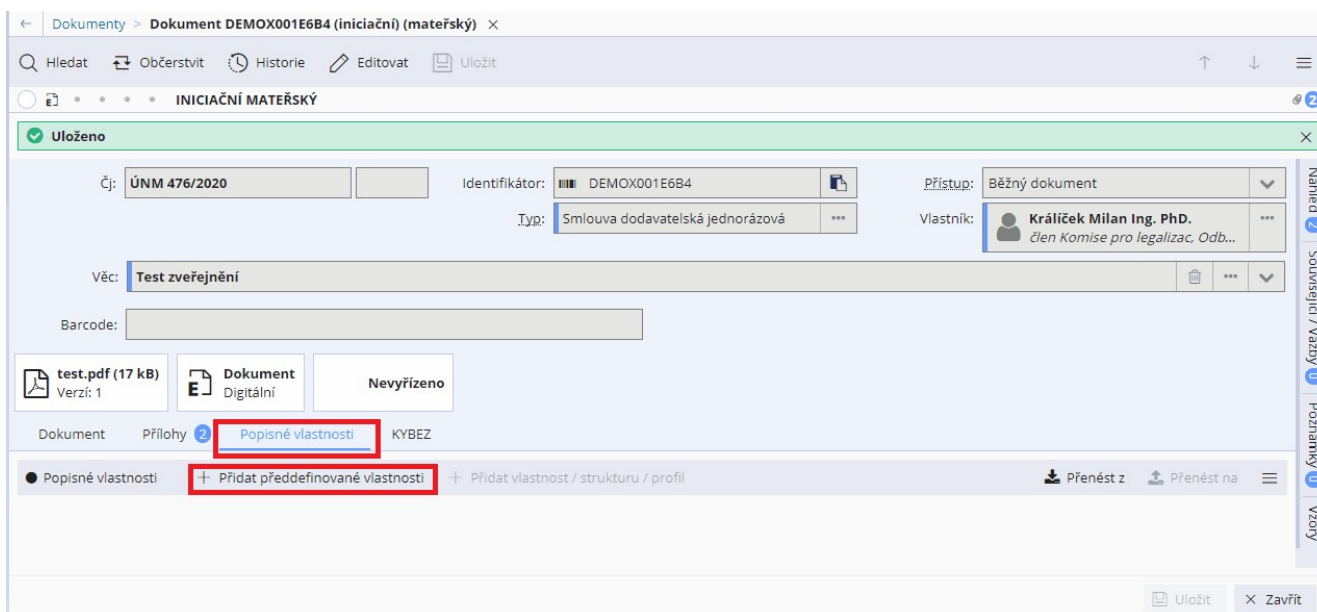 ← Dokumenty > Dokument DEMOX001E6B4 (iniciační) (mateřský) ×
Hledat Občerstvit Historie Editovat Uložit
INICIAČNÍ MATEŘSKÝ 2
Uloženo ×
Čj: ÚNM 476/2020 Identifikátor: DEMOX001E6B4 Přístup: Běžný dokument
Typ: Smlouva dodavatelská jednorázová ... Vlastník: Králíček Milan Ing. PhD. ...
člen Komise pro legalizac, Odb...
Věc: Test zveřejnění ...
Barcode:
test.pdf (17 kB) Dokument Nevyřízeno
Verzí: 1 Digitální
Dokument Přílohy 2 Popisné vlastnosti KYBEZ
Popisné vlastnosti + Přidat předdefinované vlastnosti + Přidat vlastnost / strukturu / profil Přenést z Přenést na
Náhled 2
Související / Vazby 0
Poznámky 0
Vzory
Uložit × Zavřít